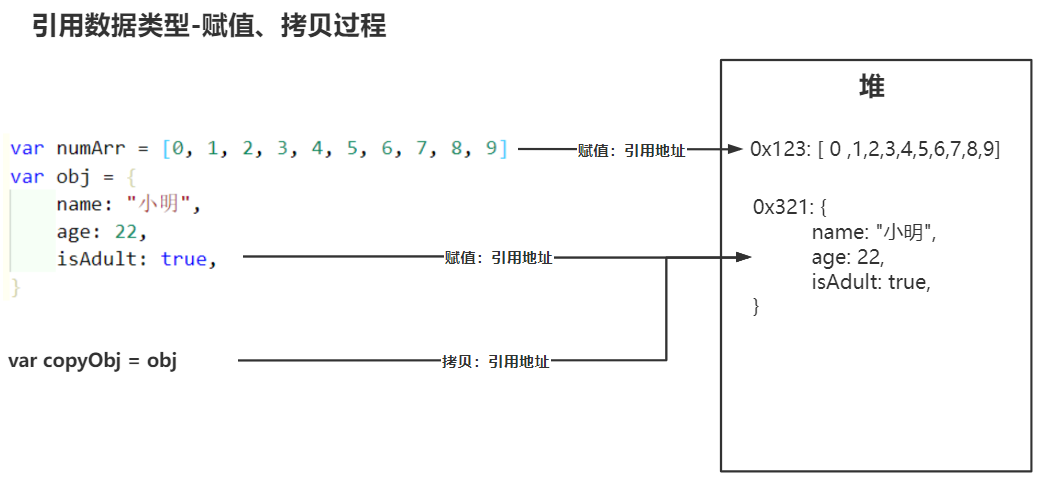 引用数据类型-赋值、拷贝过程
堆
var numArr = [0, 1, 2, 3, 4, 5, 6, 7, 8, 9]
赋值：引用地址
0x123: [ 0 ,1,2,3,4,5,6,7,8,9]
var obj = {
name: "小明",
age: 22,
isAdult: true,
}
赋值：引用地址
0x321: {
name: "小明",
age: 22,
isAdult: true,
}
var copyObj = obj
拷贝：引用地址